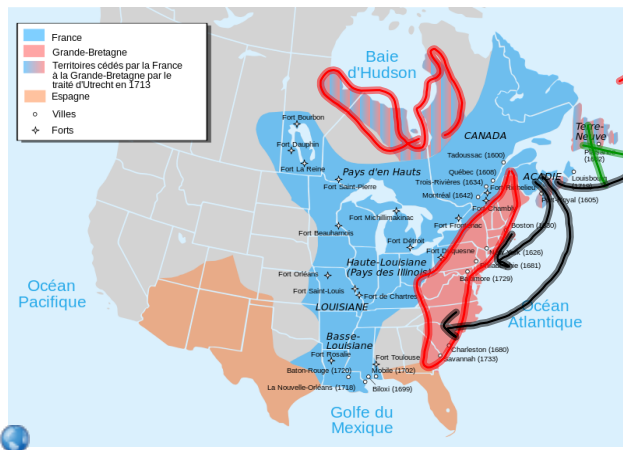 France
Grande-Bretagne
Territoires cédés par la France
à la Grande-Bretagne par le
traité d'Utrecht en 1713
Espagne
Villes
Forts
Baie
d'Hudson
Fort Bourbon
Fort Dauphin
Fort La Reine
Pays d'en Hauts
Fort Saint-Pierre
CANADA
Tadoussac (1600)
Québec (1608)
Trois-Rivières (1634)
Montréal (1642)
Fort Richelieu
Fort Chambly
Terre-
Neuve
ACADIE
Louisbourg
Port-Royal (1605)
Fort Michilimakinac
Fort Frontenac
Fort Beauharnois
Fort Détroit
Boston (1630)
Fort Duquesne
New York (1626)
(1681)
Baltimore (1729)
Haute-Louisiane
(Pays des Illinois)
Fort Orléans
Fort Saint-Louis
Fort de Chartres
LOUISIANE
Océan
Pacifique
Océan
Atlantique
Basse-
Louisiane
Fort Rosalie
Fort Toulouse
Charleston (1680)
Savannah (1733)
Baton-Rouge (1720)
Mobile (1702)
La Nouvelle-Orléans (1718)
Biloxi (1699)
Golfe du
Mexique